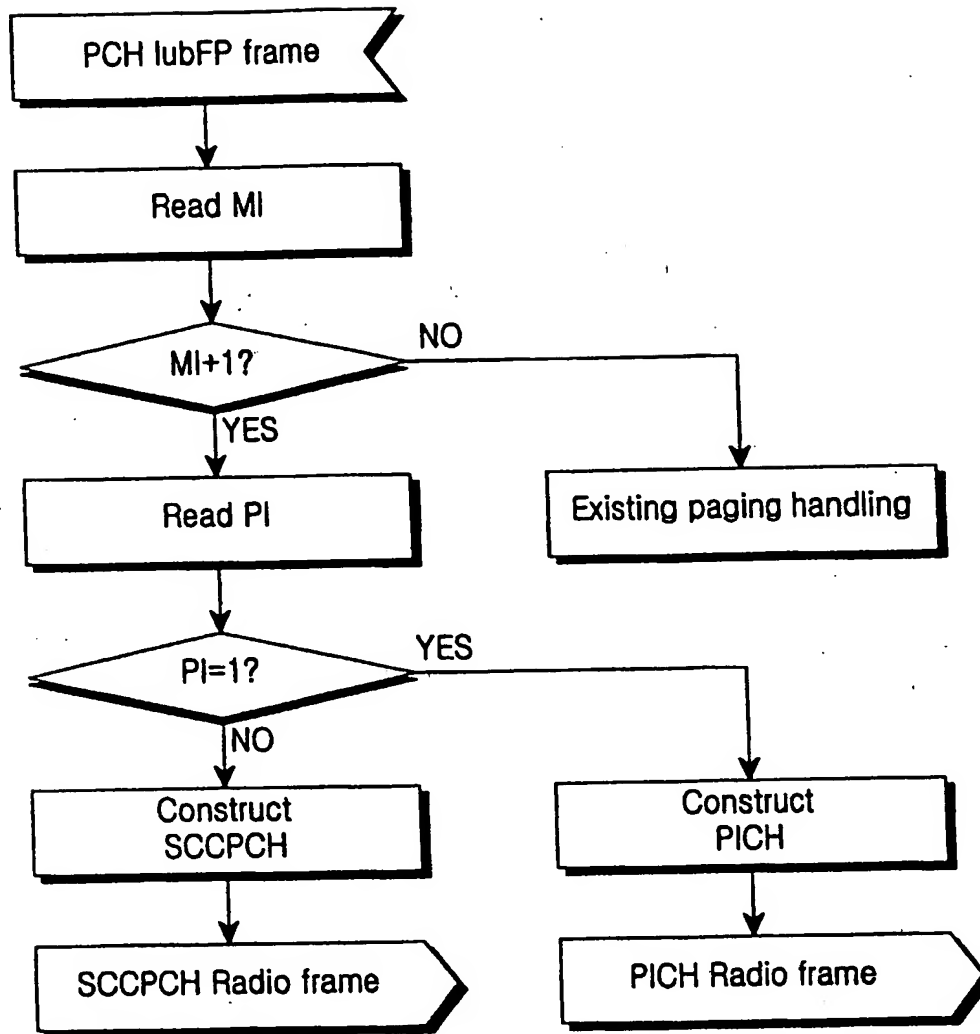 PCH IubFP frame
Read MI
MI+1?
NO
YES
Read PI
Existing paging handling
PI=1?
YES
NO
Construct
SCCPCH
Construct
PICH
SCCPCH Radio frame
PICH Radio frame